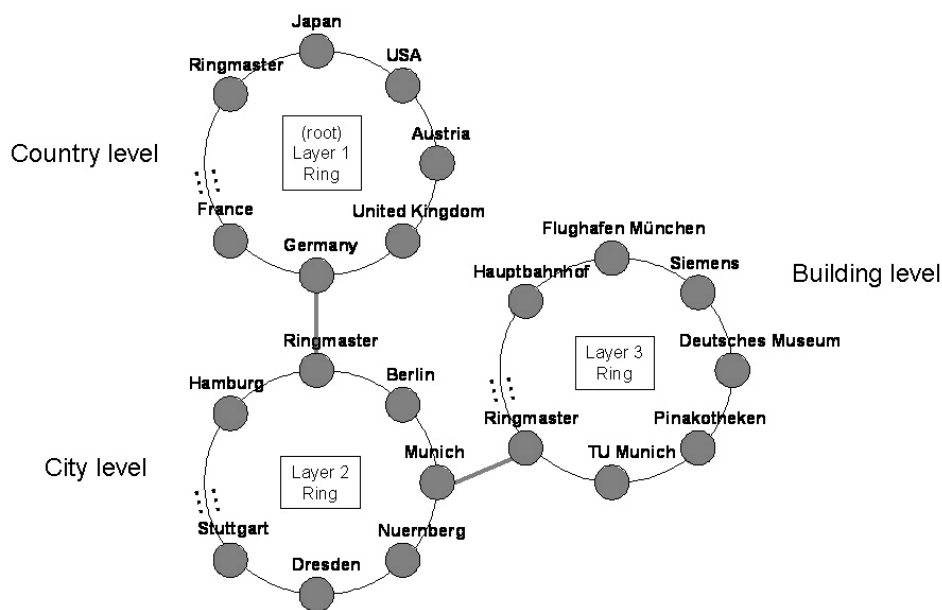 Japan
Ringmaster
USA
(root)
Layer 1
Ring
Austria
Country level
France
United Kingdom
Germany
Flughafen München
Hauptbahnhof
Siemens
Building level
Ringmaster
Layer 3
Ring
Deutsches Museum
Hamburg
Berlin
Ringmaster
Pinakotheken
TU Munich
Munich
City level
Layer 2
Ring
Stuttgart
Nuernberg
Dresden